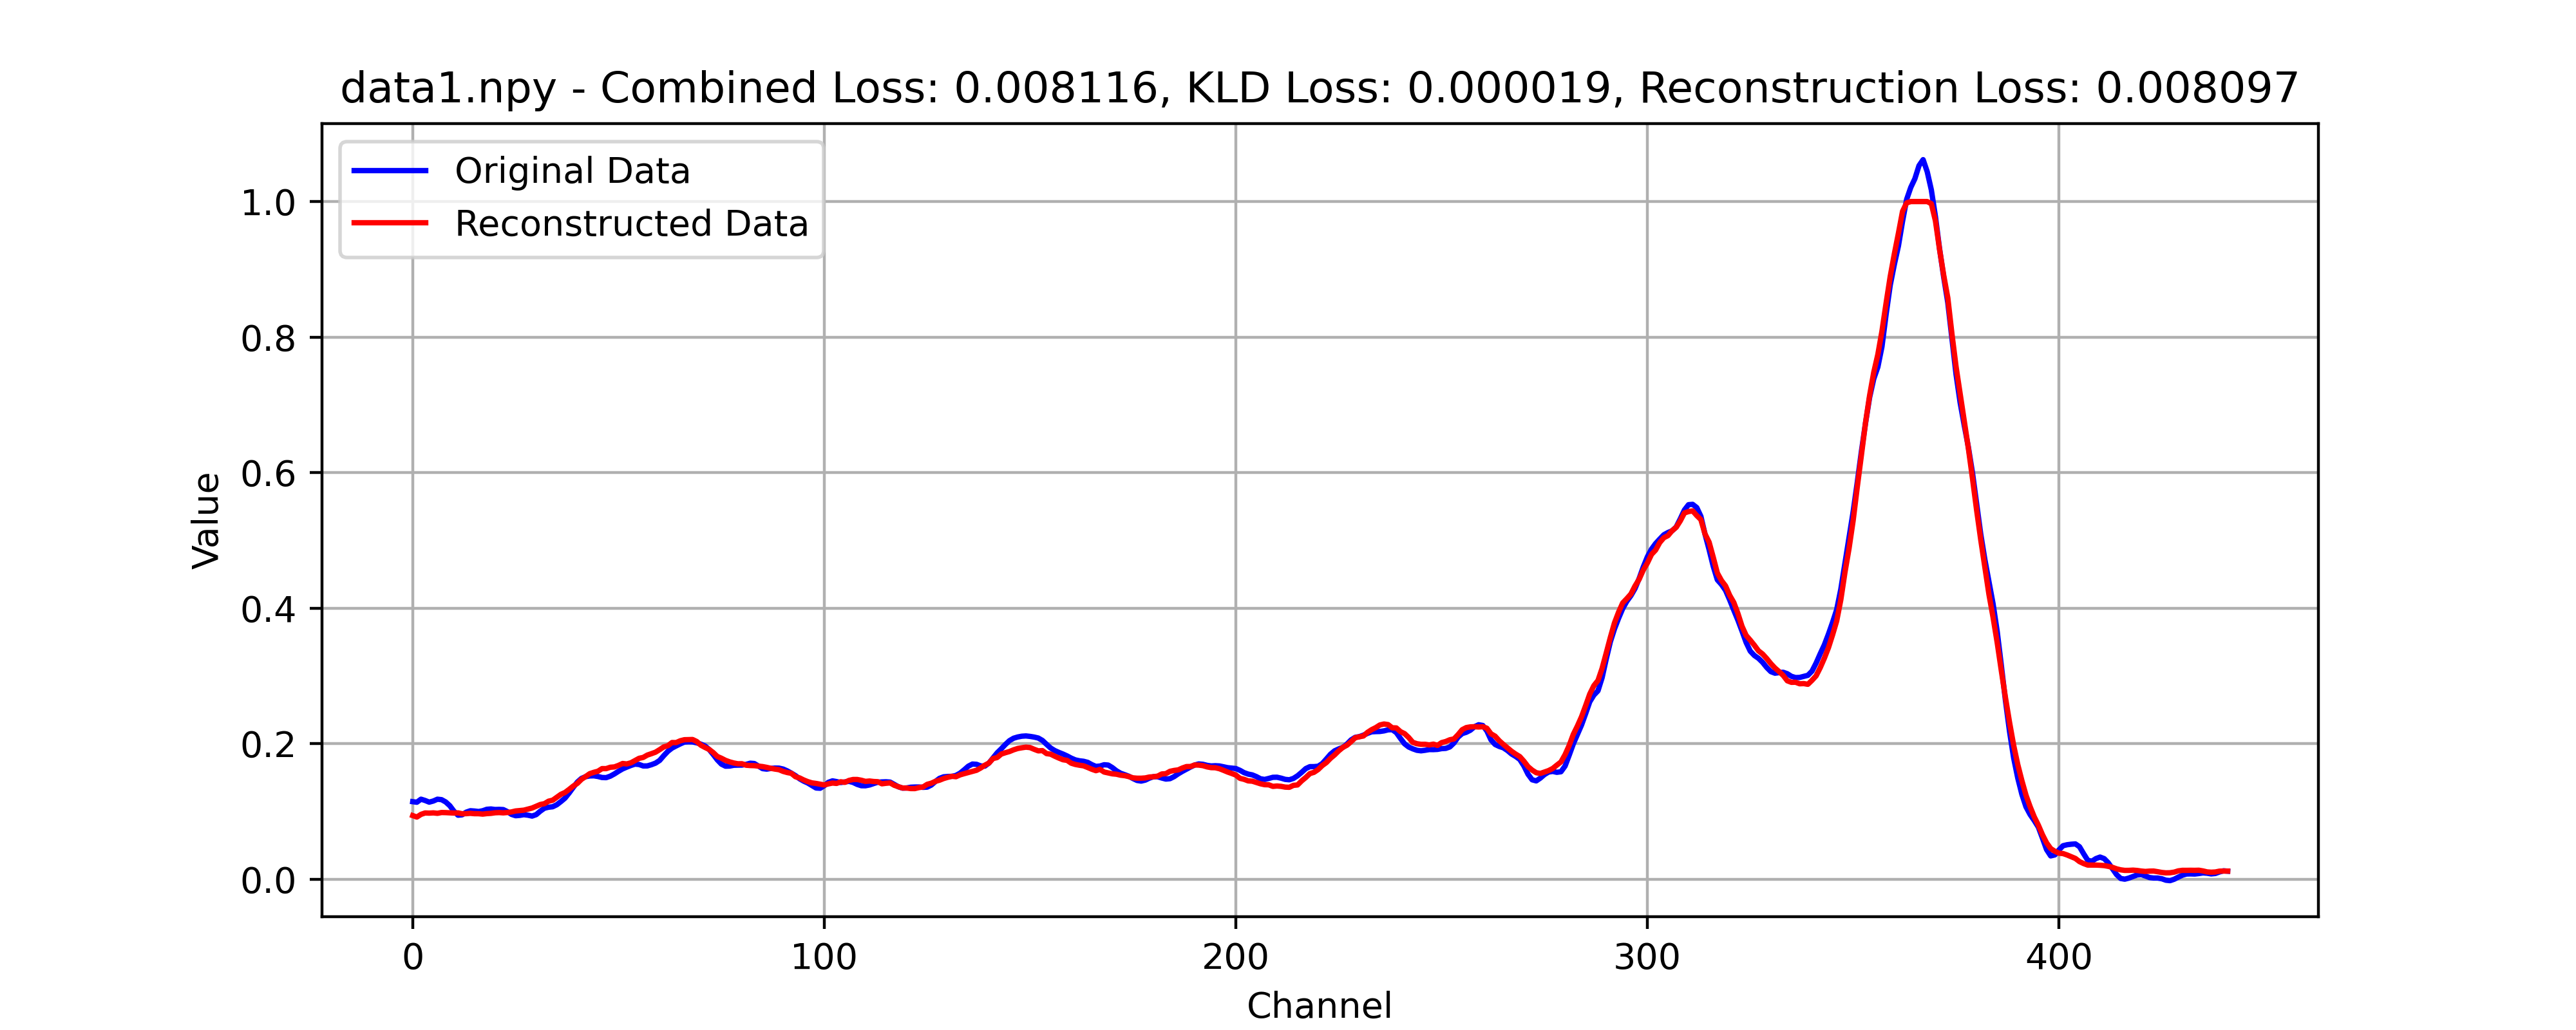 data1.npy - Combined Loss: 0.008116, KLD Loss: 0.000019, Reconstruction Loss: 0.008097
Original Data
Reconstructed Data
1.0
0.8
0.6
0.4
0.2
0.0
Value
0 100 200 300 400
Channel